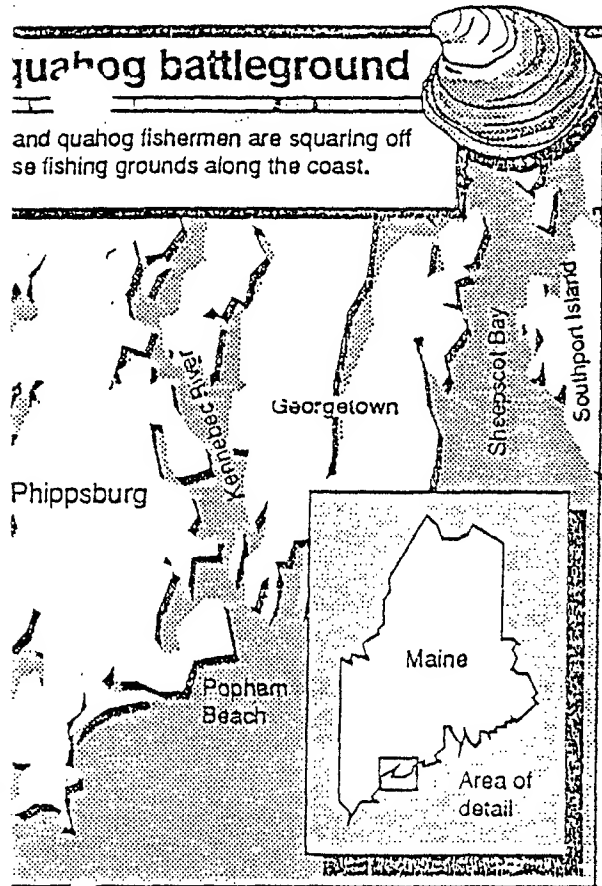 quahog battleground
and quahog fishermen are squaring off
se fishing grounds along the coast.
Kennebec River
Georgetown
Sheepscot Bay
Southport Island
Phippsburg
Popham
Beach
Maine
Area of
detail